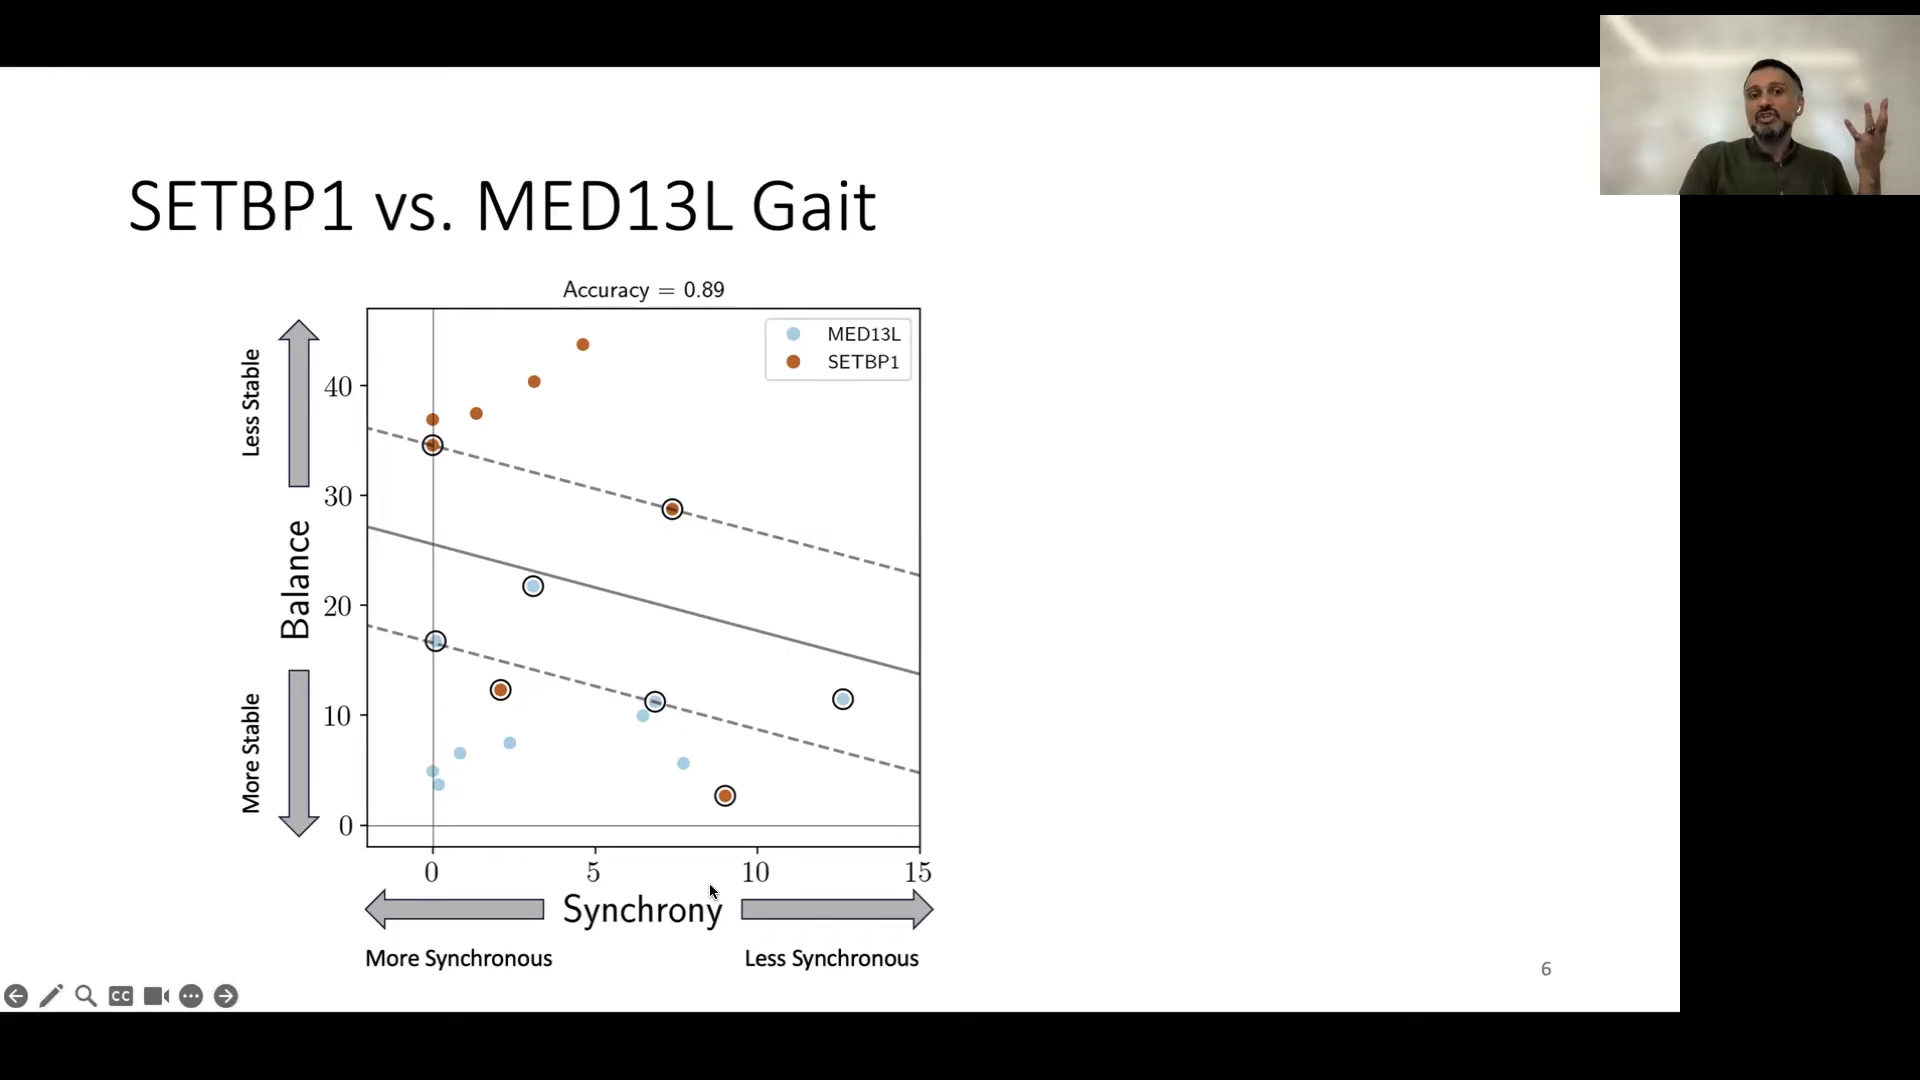 SETBP1 vs. MED13L Gait
Accuracy = 0.89
MED13L
SETBP1
Less Stable
Balance
More Stable
40
30
20
10
0
0 5 10 15
Synchrony
More Synchronous
Less Synchronous
6
CC